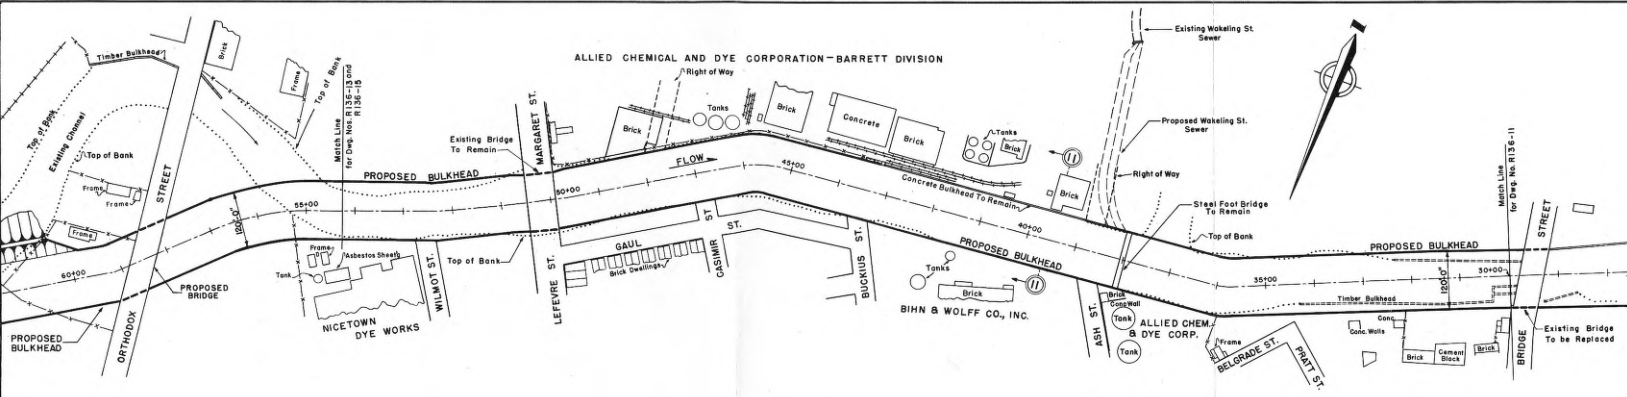 ALLIED CHEMICAL AND DYE CORPORATION—BARRETT DIVISION
Timber Bulkhead
Brick
Frame
Top of Bank
Match Line
for Dwg. Nos. R136-13 and
R136-15
Top of Bank
Existing Channel
Top of Bank
Frame
Frame
Frame
STREET
ORTHODOX
120'-0"
60+00
55+00
PROPOSED
BRIDGE
PROPOSED
BULKHEAD
PROPOSED BULKHEAD
Existing Bridge
To Remain
MARGARET ST.
Brick
Right of Way
Tanks
Brick
Concrete
Brick
Tanks
Brick
11
Brick
FLOW
50+00
45+00
Concrete Bulkhead To Remain
40+00
Tank
Frame
Asbestos Sheet
NICETOWN
DYE WORKS
WILMOT ST.
Top of Bank
LEFEVRE ST.
GAUL
ST.
Brick Dwellings
CASIMIR
ST.
BUCKIUS
ST.
PROPOSED BULKHEAD
Tanks
Brick
11
BIHN & WOLFF CO., INC.
Existing Wakeling St.
Sewer
Proposed Wakeling St.
Sewer
Right of Way
Steel Foot Bridge
To Remain
Top of Bank
ASH ST.
Brick
Conc Wall
Tank
Tank
ALLIED CHEM.
& DYE CORP.
Frame
BELGRADE ST.
PRATT ST.
35+00
PROPOSED BULKHEAD
120'-0"
30+00
Timber Bulkhead
Conc.
Conc. Walls
Brick
Cement
Block
Brick
Match Line
for Dwg. No. R136-11
STREET
BRIDGE
Existing Bridge
To be Replaced